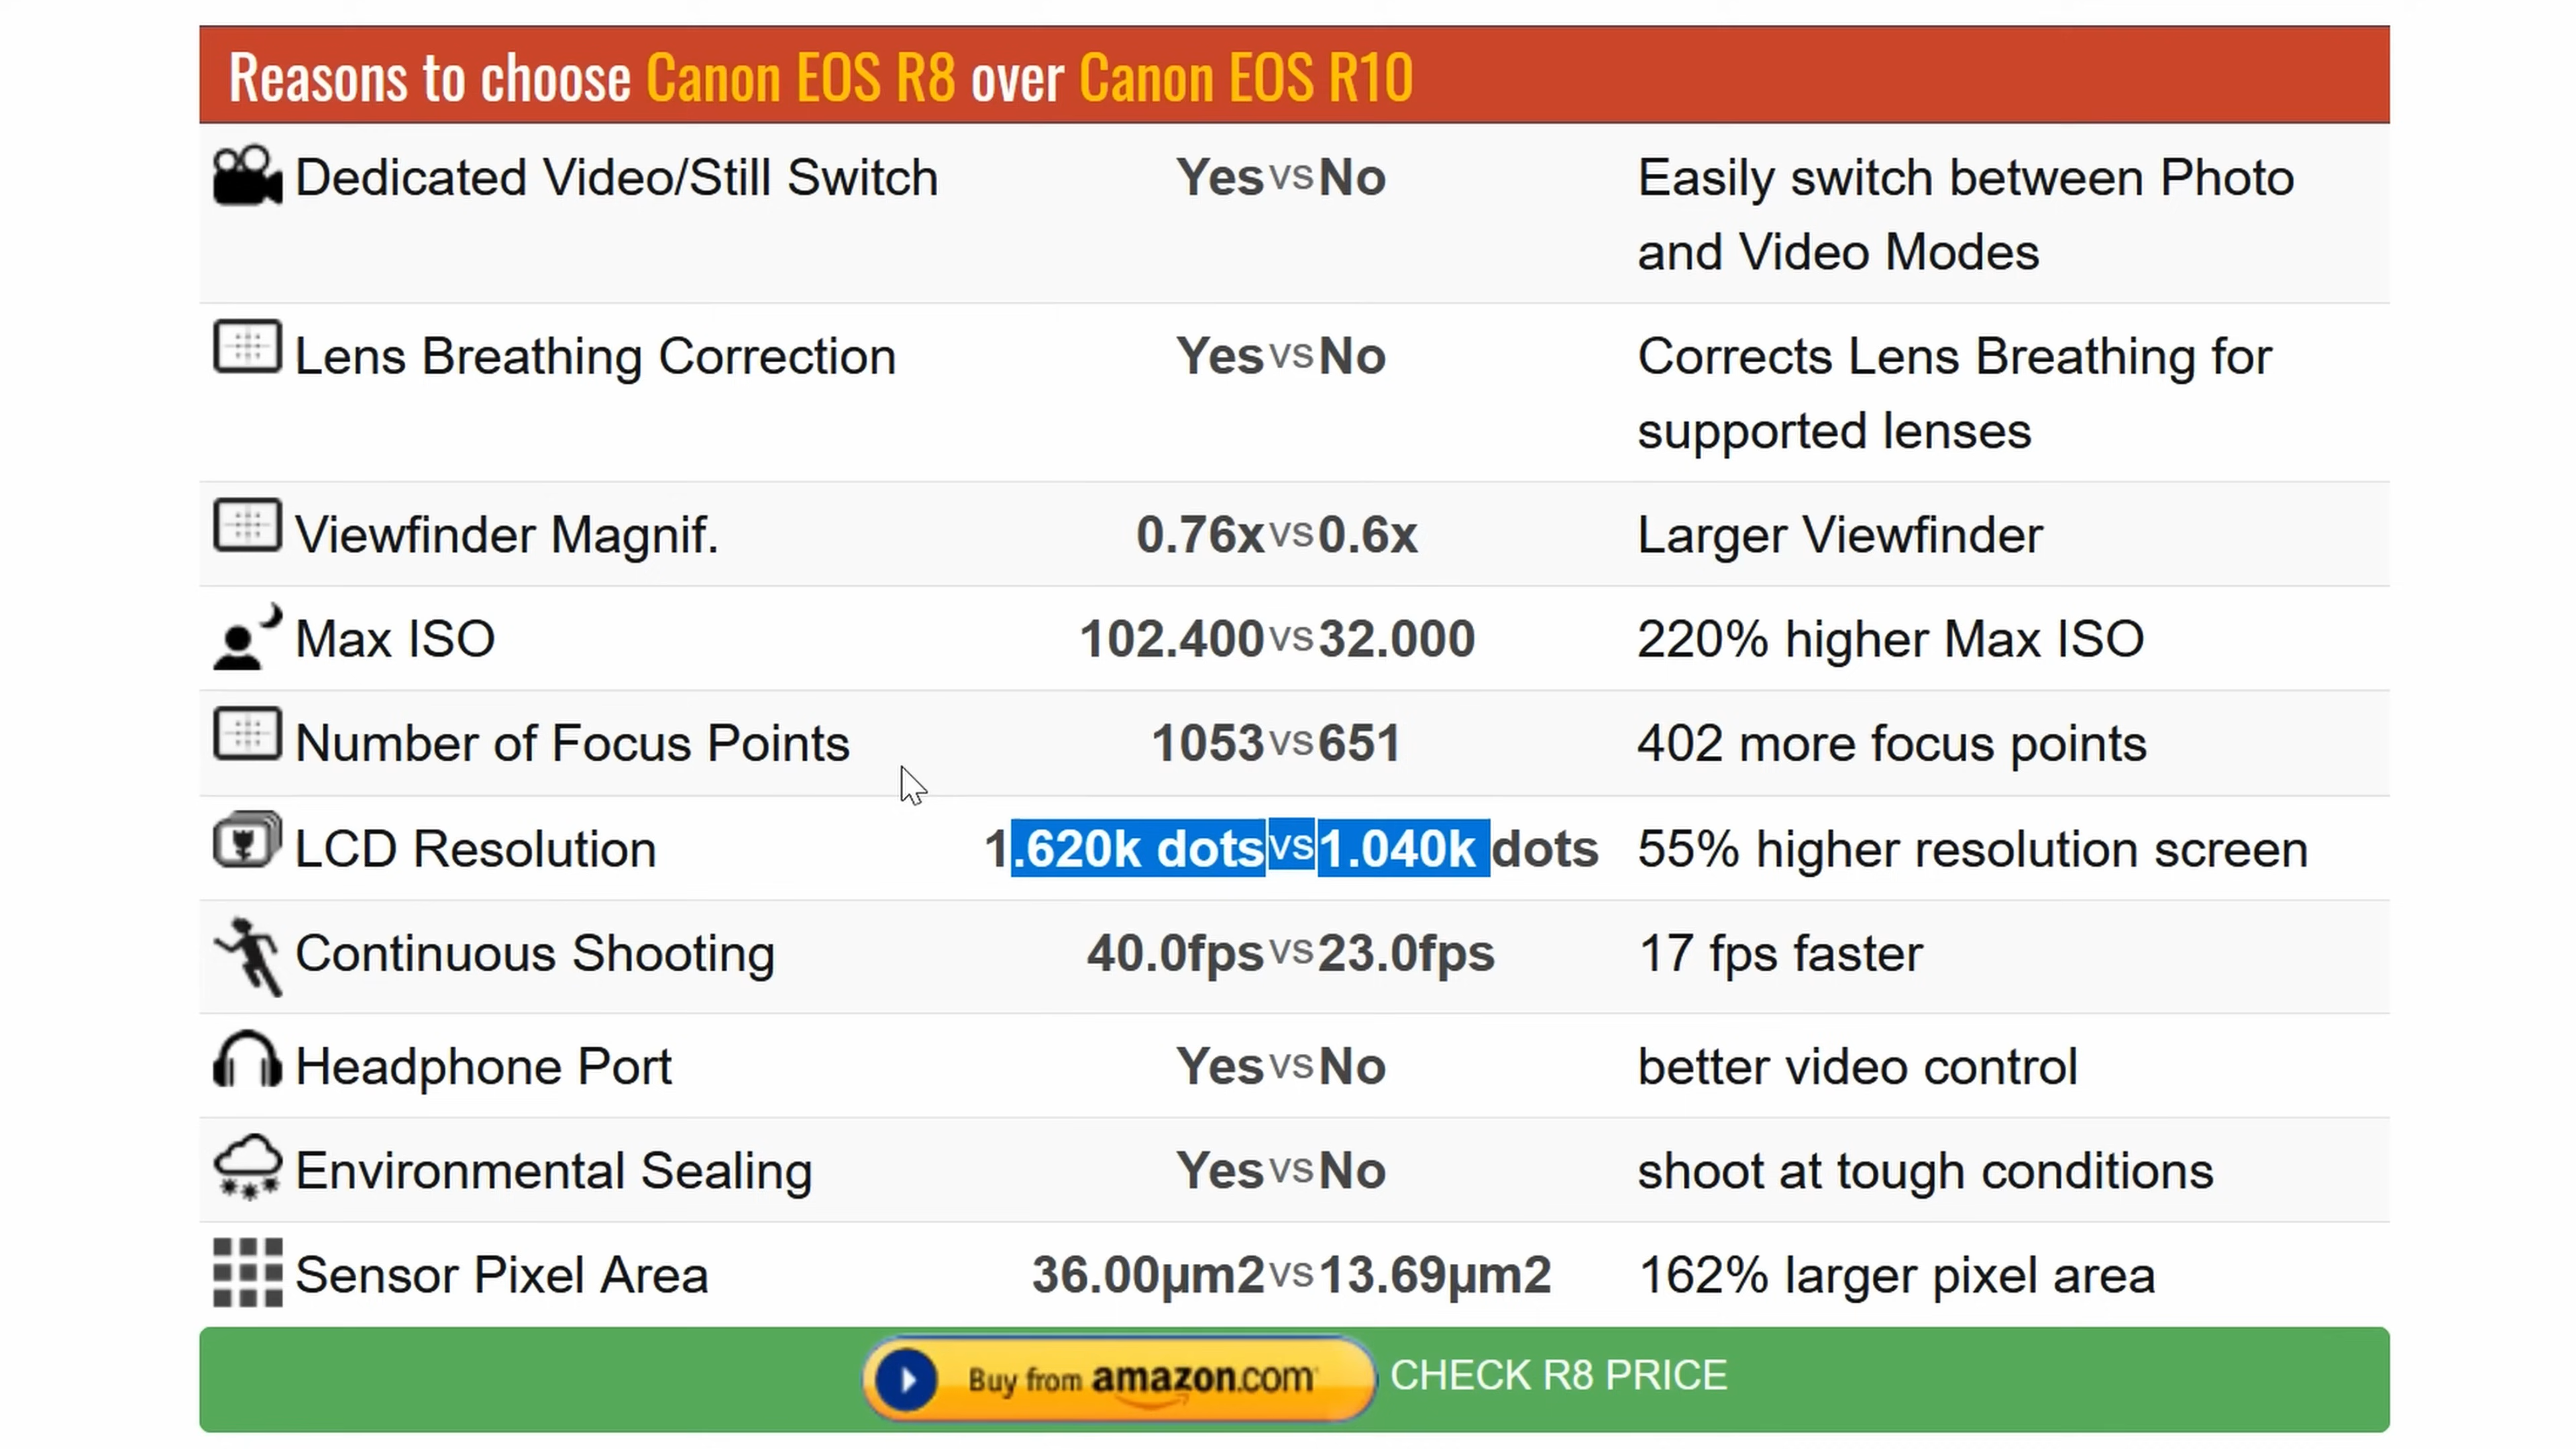 Reasons to choose Canon EOS R8 over Canon EOS R10
Dedicated Video/Still Switch Yes vs No Easily switch between Photo
and Video Modes
Lens Breathing Correction Yes vs No Corrects Lens Breathing for
supported lenses
Viewfinder Magnif. 0.76x vs 0.6x Larger Viewfinder
Max ISO 102.400 vs 32.000 220% higher Max ISO
Number of Focus Points 1053 vs 651 402 more focus points
LCD Resolution 1.620k dots vs 1.040k dots 55% higher resolution screen
Continuous Shooting 40.0fps vs 23.0fps 17 fps faster
Headphone Port Yes vs No better video control
Environmental Sealing Yes vs No shoot at tough conditions
Sensor Pixel Area 36.00µm2 vs 13.69µm2 162% larger pixel area
Buy from amazon.com CHECK R8 PRICE